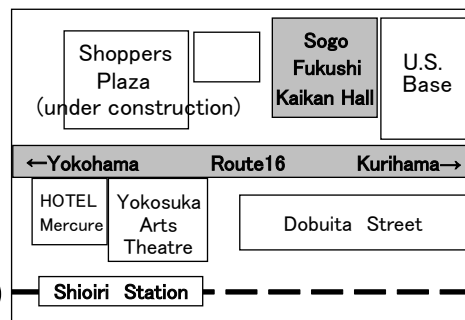 Shoppers
Plaza
(under construction)
Sogo
Fukushi
Kaikan Hall
U.S.
Base
←Yokohama Route16 Kurihama→
HOTEL
Mercure
Yokosuka
Arts
Theatre
Dobuita Street
)
Shioiri Station